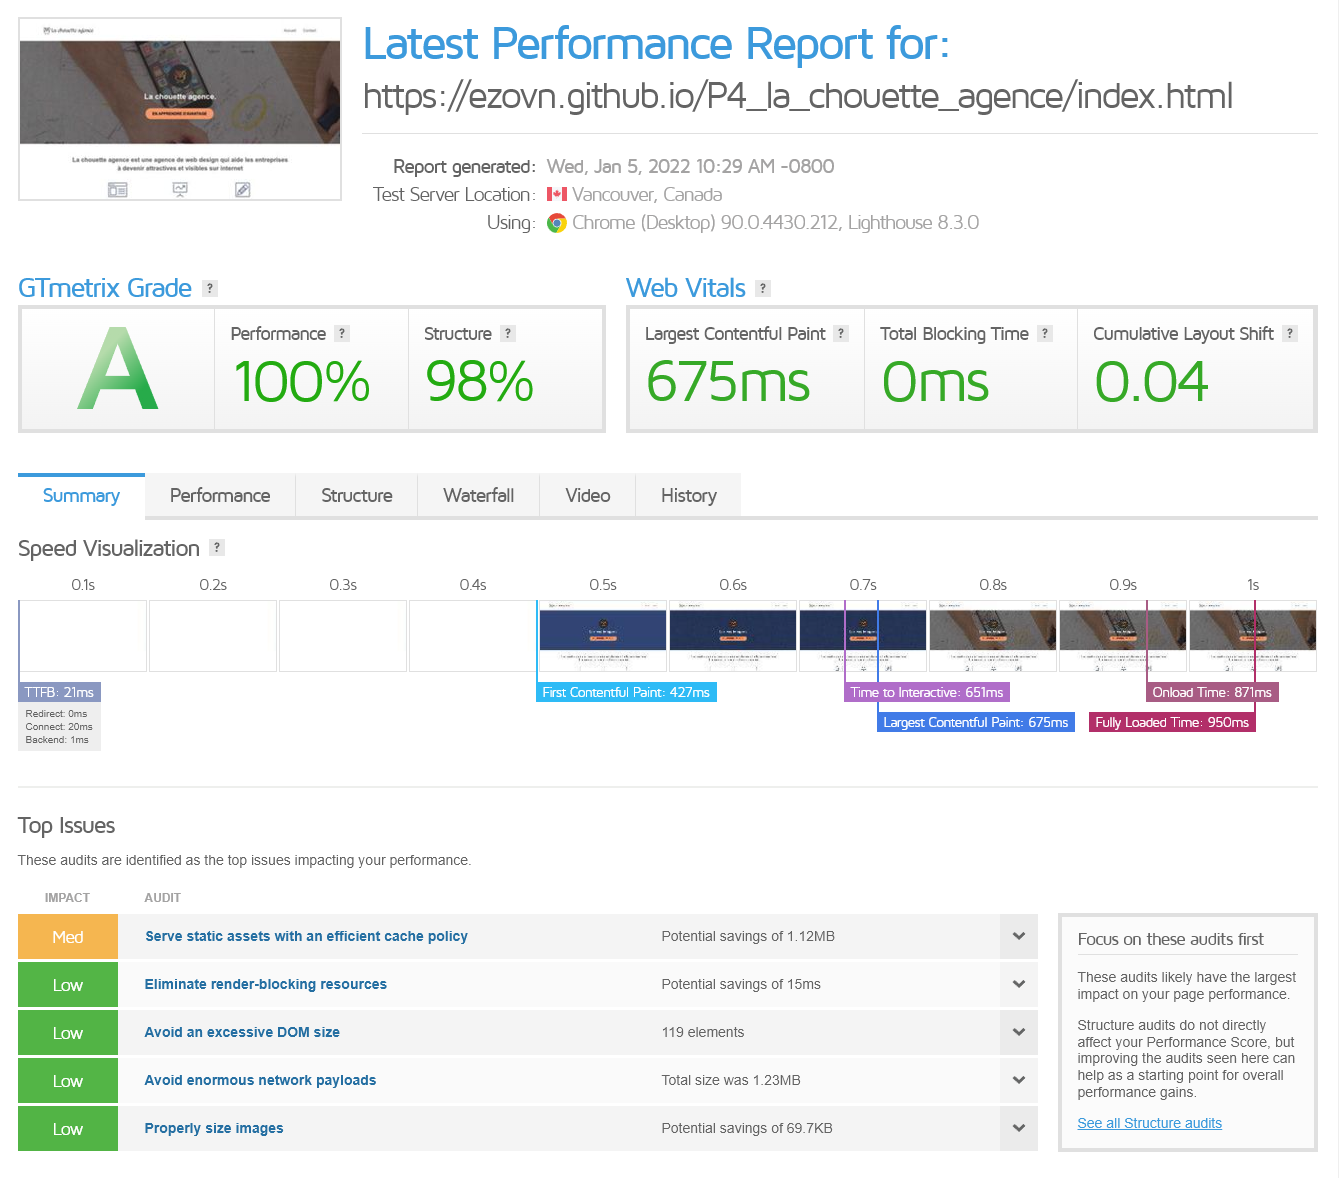 La chouette agence
Accueil Contact
La chouette agence.
EN APPRENDRE D'AVANTAGE
La chouette agence est une agence de web design qui aide les entreprises
à devenir attractives et visibles sur internet
Latest Performance Report for:
https://ezovn.github.io/P4_la_chouette_agence/index.html
Report generated: Wed, Jan 5, 2022 10:29 AM -0800
Test Server Location: Vancouver, Canada
Using: Chrome (Desktop) 90.0.4430.212, Lighthouse 8.3.0
GTmetrix Grade ?
Web Vitals ?
A
Performance ?
100%
Structure ?
98%
Largest Contentful Paint ?
675ms
Total Blocking Time ?
0ms
Cumulative Layout Shift ?
0.04
Summary Performance Structure Waterfall Video History
Speed Visualization ?
0.1s 0.2s 0.3s 0.4s 0.5s 0.6s 0.7s 0.8s 0.9s 1s
TTFB: 21ms
Redirect: 0ms
Connect: 20ms
Backend: 1ms
First Contentful Paint: 427ms
Time to Interactive: 651ms
Onload Time: 871ms
Largest Contentful Paint: 675ms
Fully Loaded Time: 950ms
Top Issues
These audits are identified as the top issues impacting your performance.
IMPACT AUDIT
Med Serve static assets with an efficient cache policy Potential savings of 1.12MB
Low Eliminate render-blocking resources Potential savings of 15ms
Low Avoid an excessive DOM size 119 elements
Low Avoid enormous network payloads Total size was 1.23MB
Low Properly size images Potential savings of 69.7KB
Focus on these audits first
These audits likely have the largest
impact on your page performance.
Structure audits do not directly
affect your Performance Score, but
improving the audits seen here can
help as a starting point for overall
performance gains.
See all Structure audits